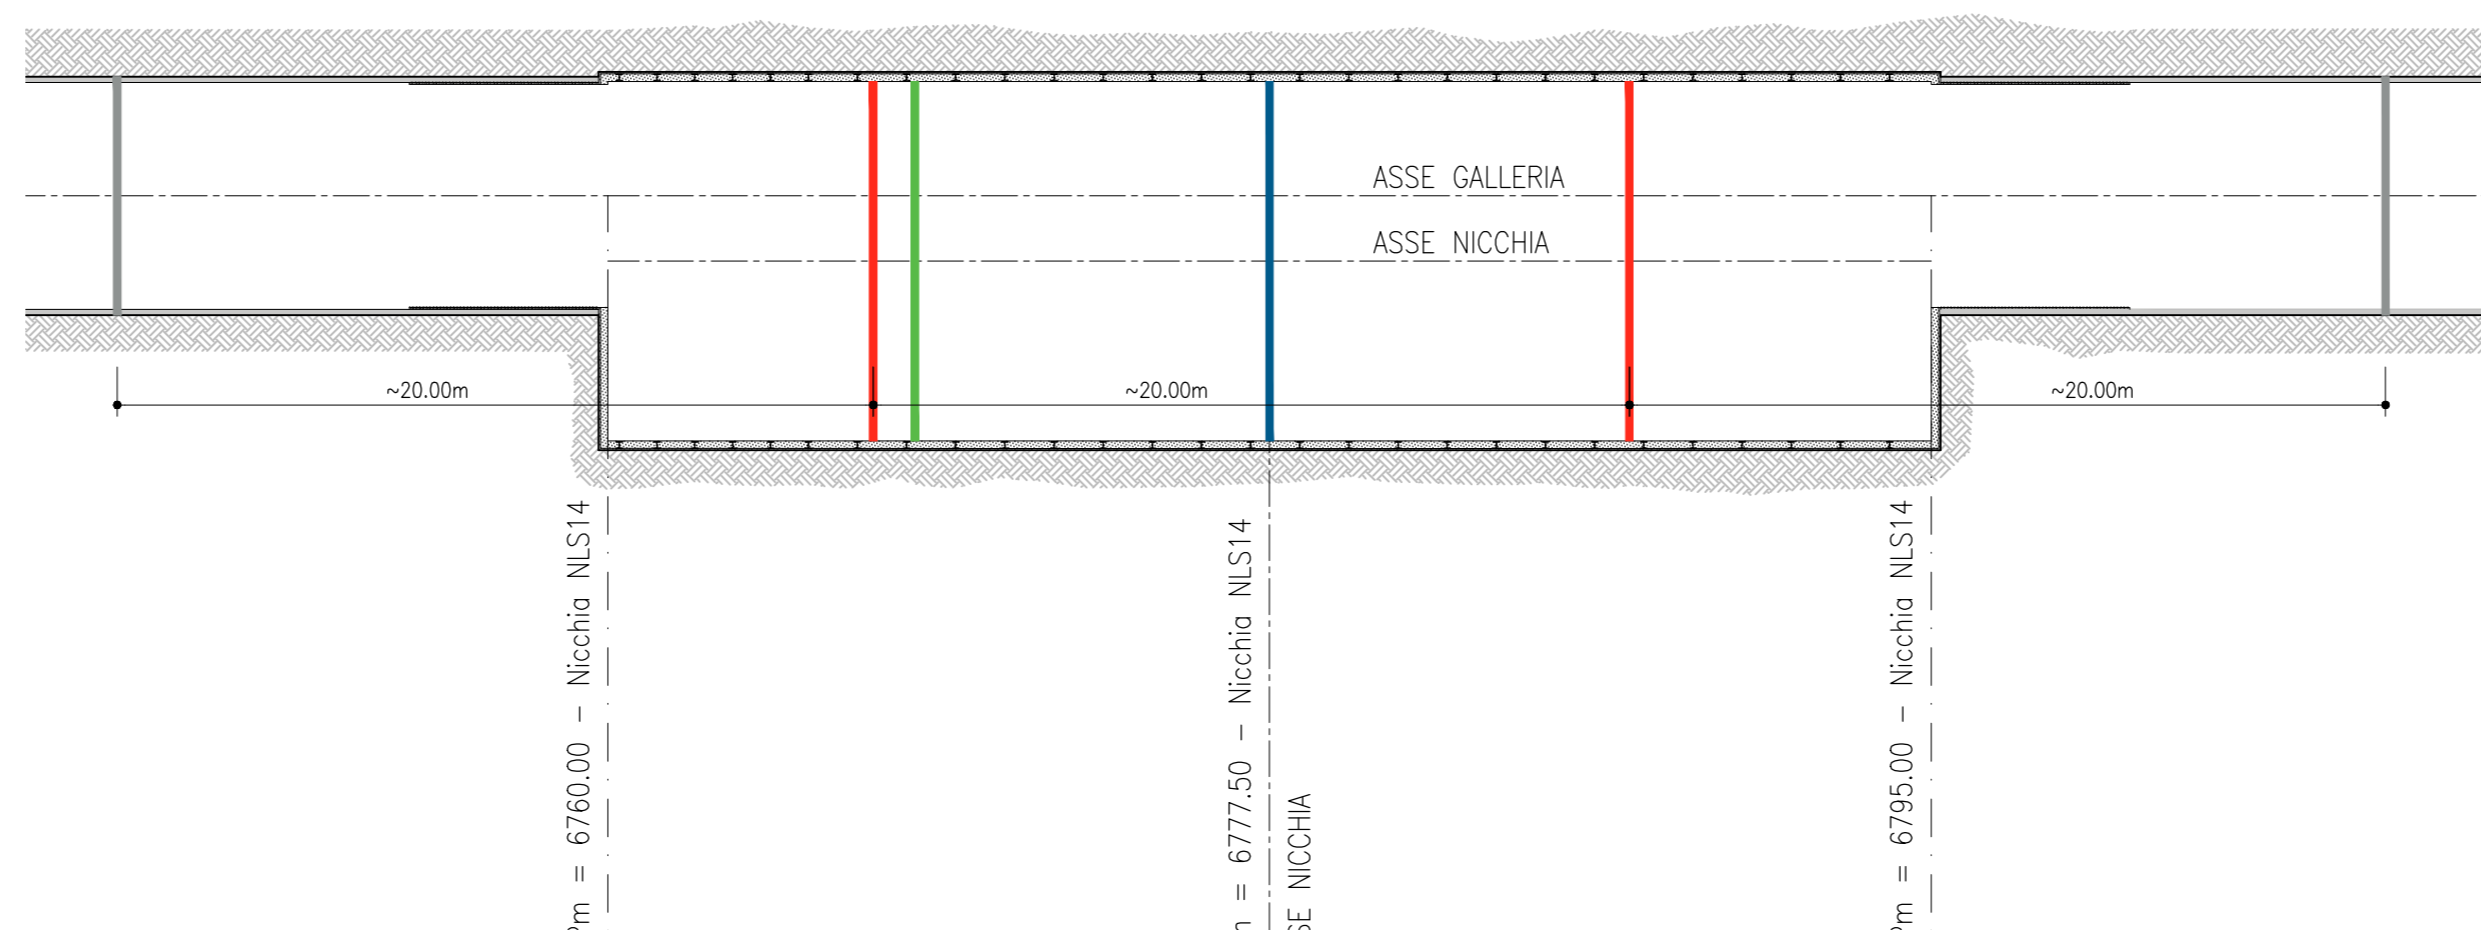 ASSE GALLERIA
ASSE NICCHIA
~20.00m
~20.00m
~20.00m
= 6760.00 - Nicchia NLS14
= 6777.50 - Nicchia NLS14
NICCHIA
= 6795.00 - Nicchia NLS14